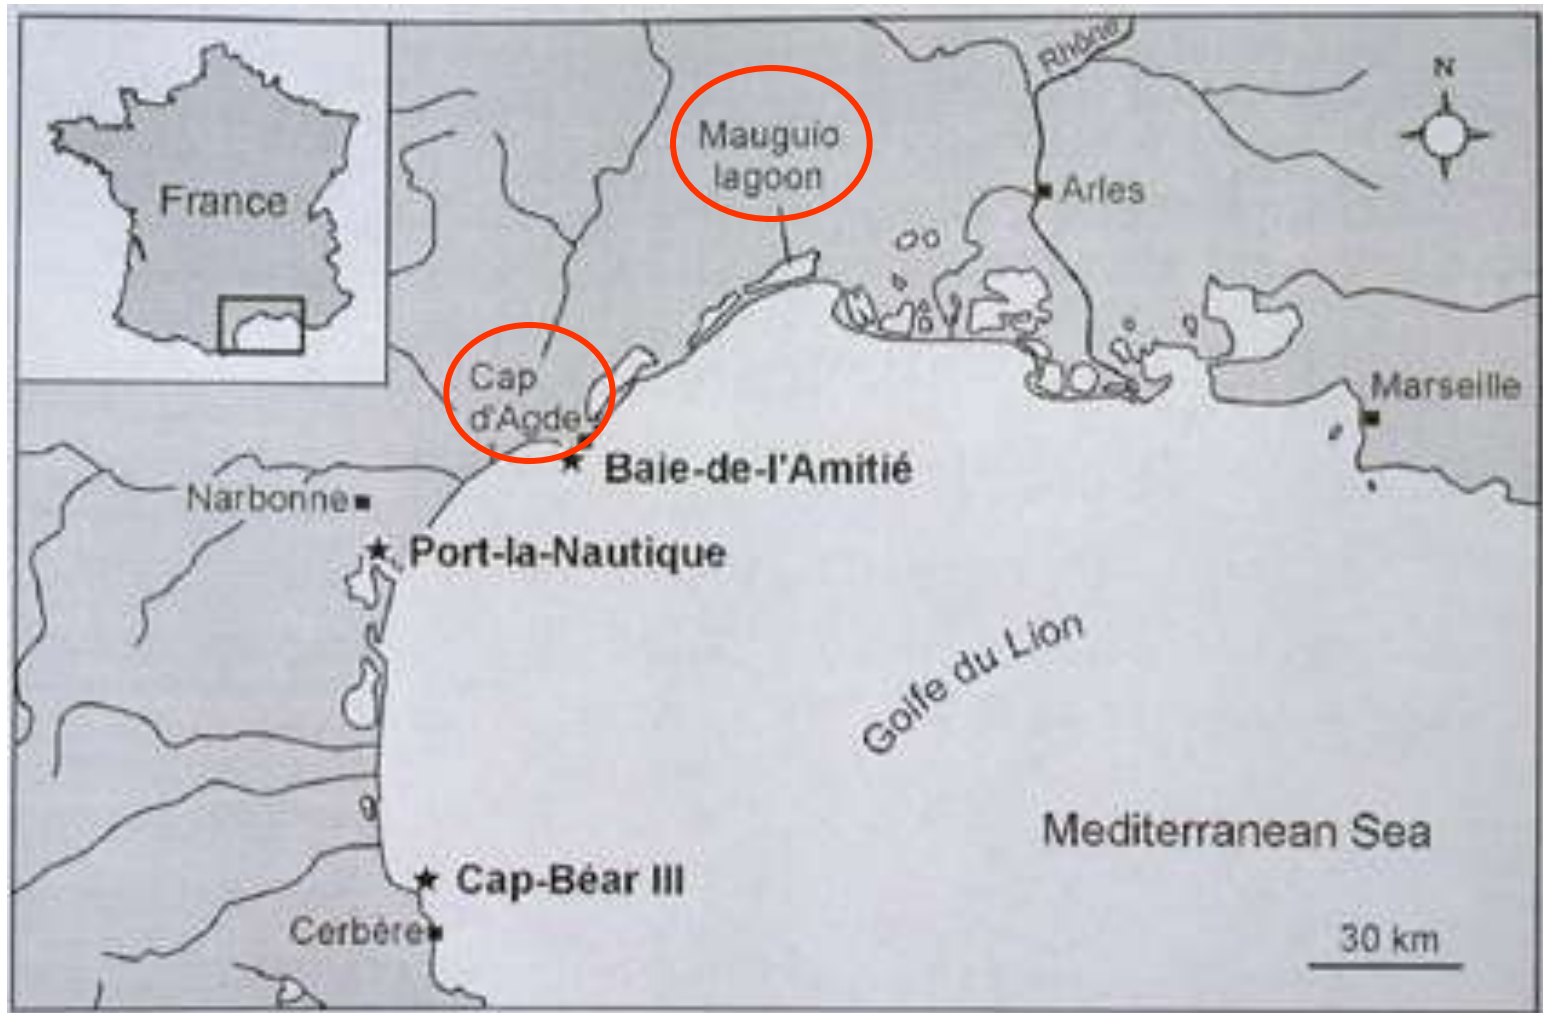 France
Mauguio
lagoon
Rhône
N
Arles
Cap
d'Agde
Marseille
Baie-de-l'Amitié
Narbonne
Port-la-Nautique
Golfe du Lion
Mediterranean Sea
Cap-Béar III
Cerbère
30 km